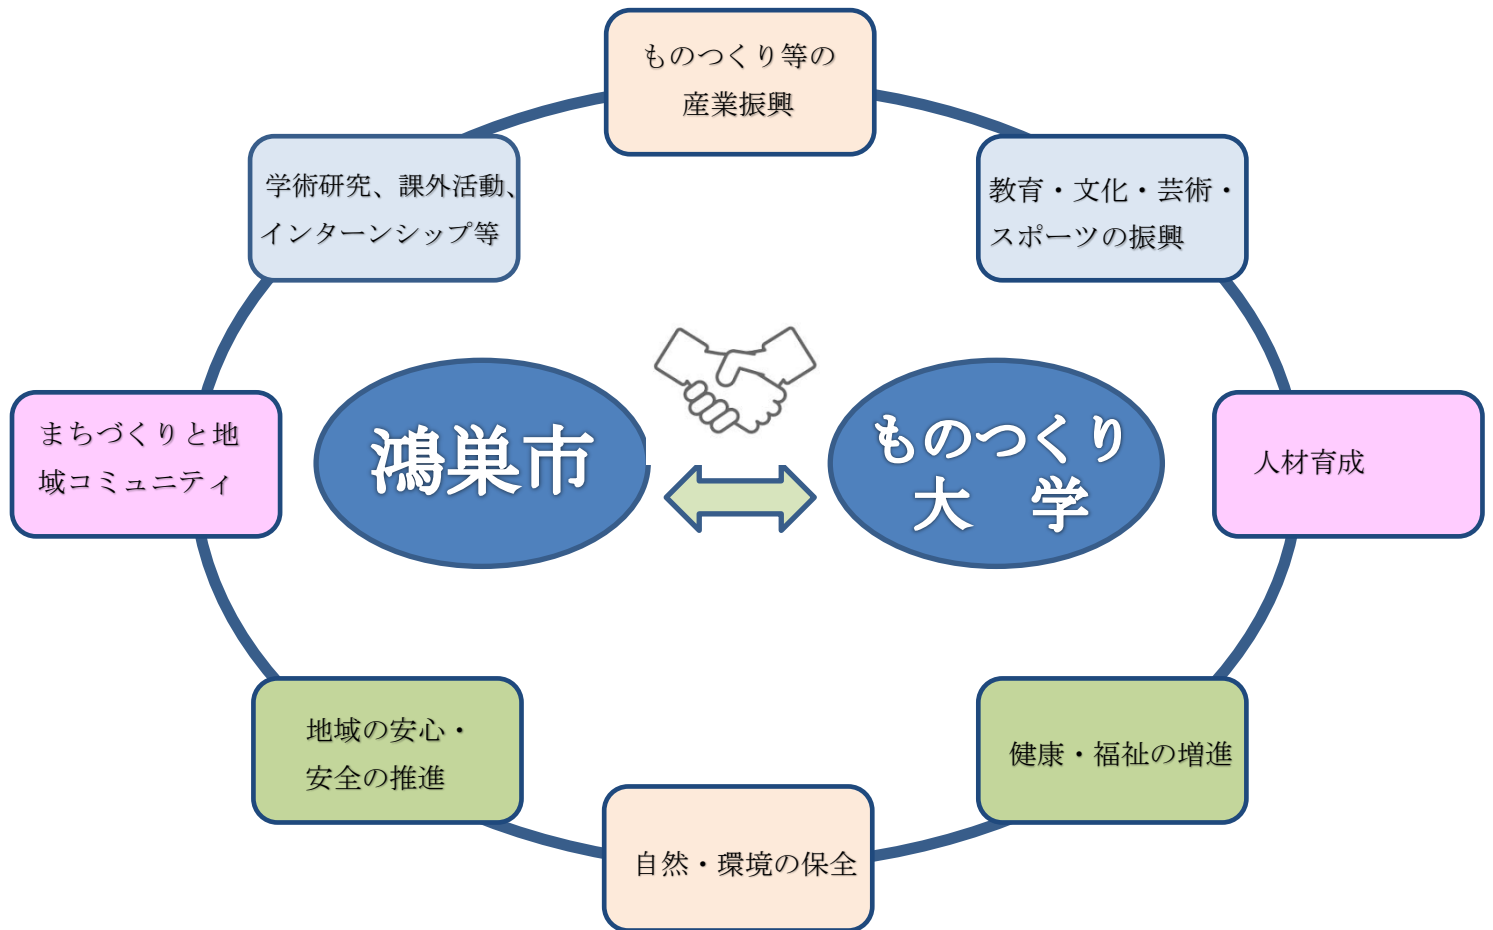 ものつくり等の
産業振興
学術研究、課外活動、
インターンシップ等
教育・文化・芸術・
スポーツの振興
まちづくりと地
域コミュニティ
鴻巣市
ものつくり
大　学
人材育成
地域の安心・
安全の推進
健康・福祉の増進
自然・環境の保全